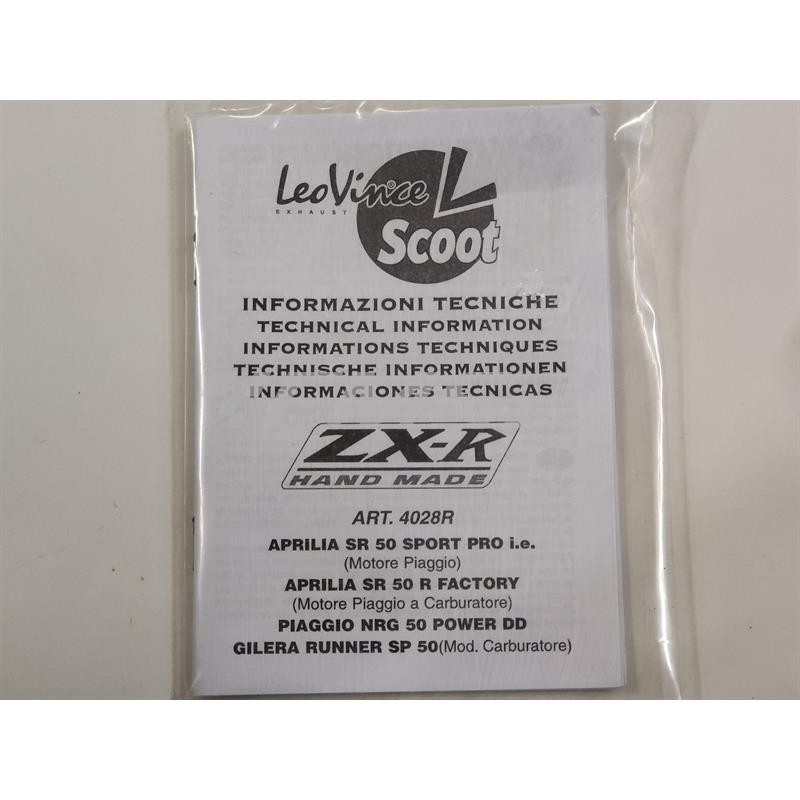 LeoVince
EXHAUST
Scoot
INFORMAZIONI TECNICHE
TECHNICAL INFORMATION
INFORMATIONS TECHNIQUES
TECHNISCHE INFORMATIONEN
INFORMACIONES TECNICAS
ZX-R
HAND MADE
ART. 4028R
APRILIA SR 50 SPORT PRO i.e.
(Motore Piaggio)
APRILIA SR 50 R FACTORY
(Motore Piaggio a Carburatore)
PIAGGIO NRG 50 POWER DD
GILERA RUNNER SP 50(Mod. Carburatore)